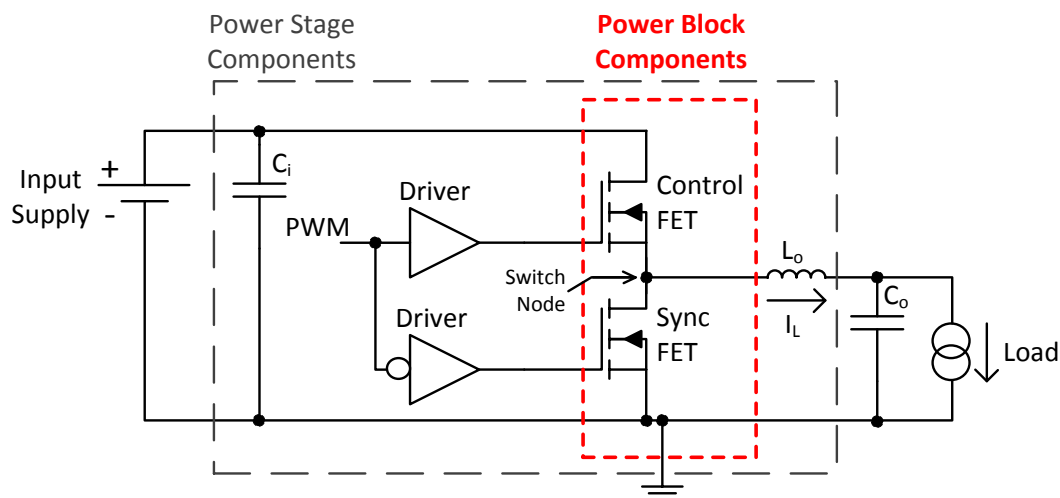 Power Stage
Components
Power Block
Components
+
Input
Supply
-
Cᵢ
Driver
PWM
Control
FET
Switch
Node
Lₒ
I_L
Cₒ
Driver
Sync
FET
Load